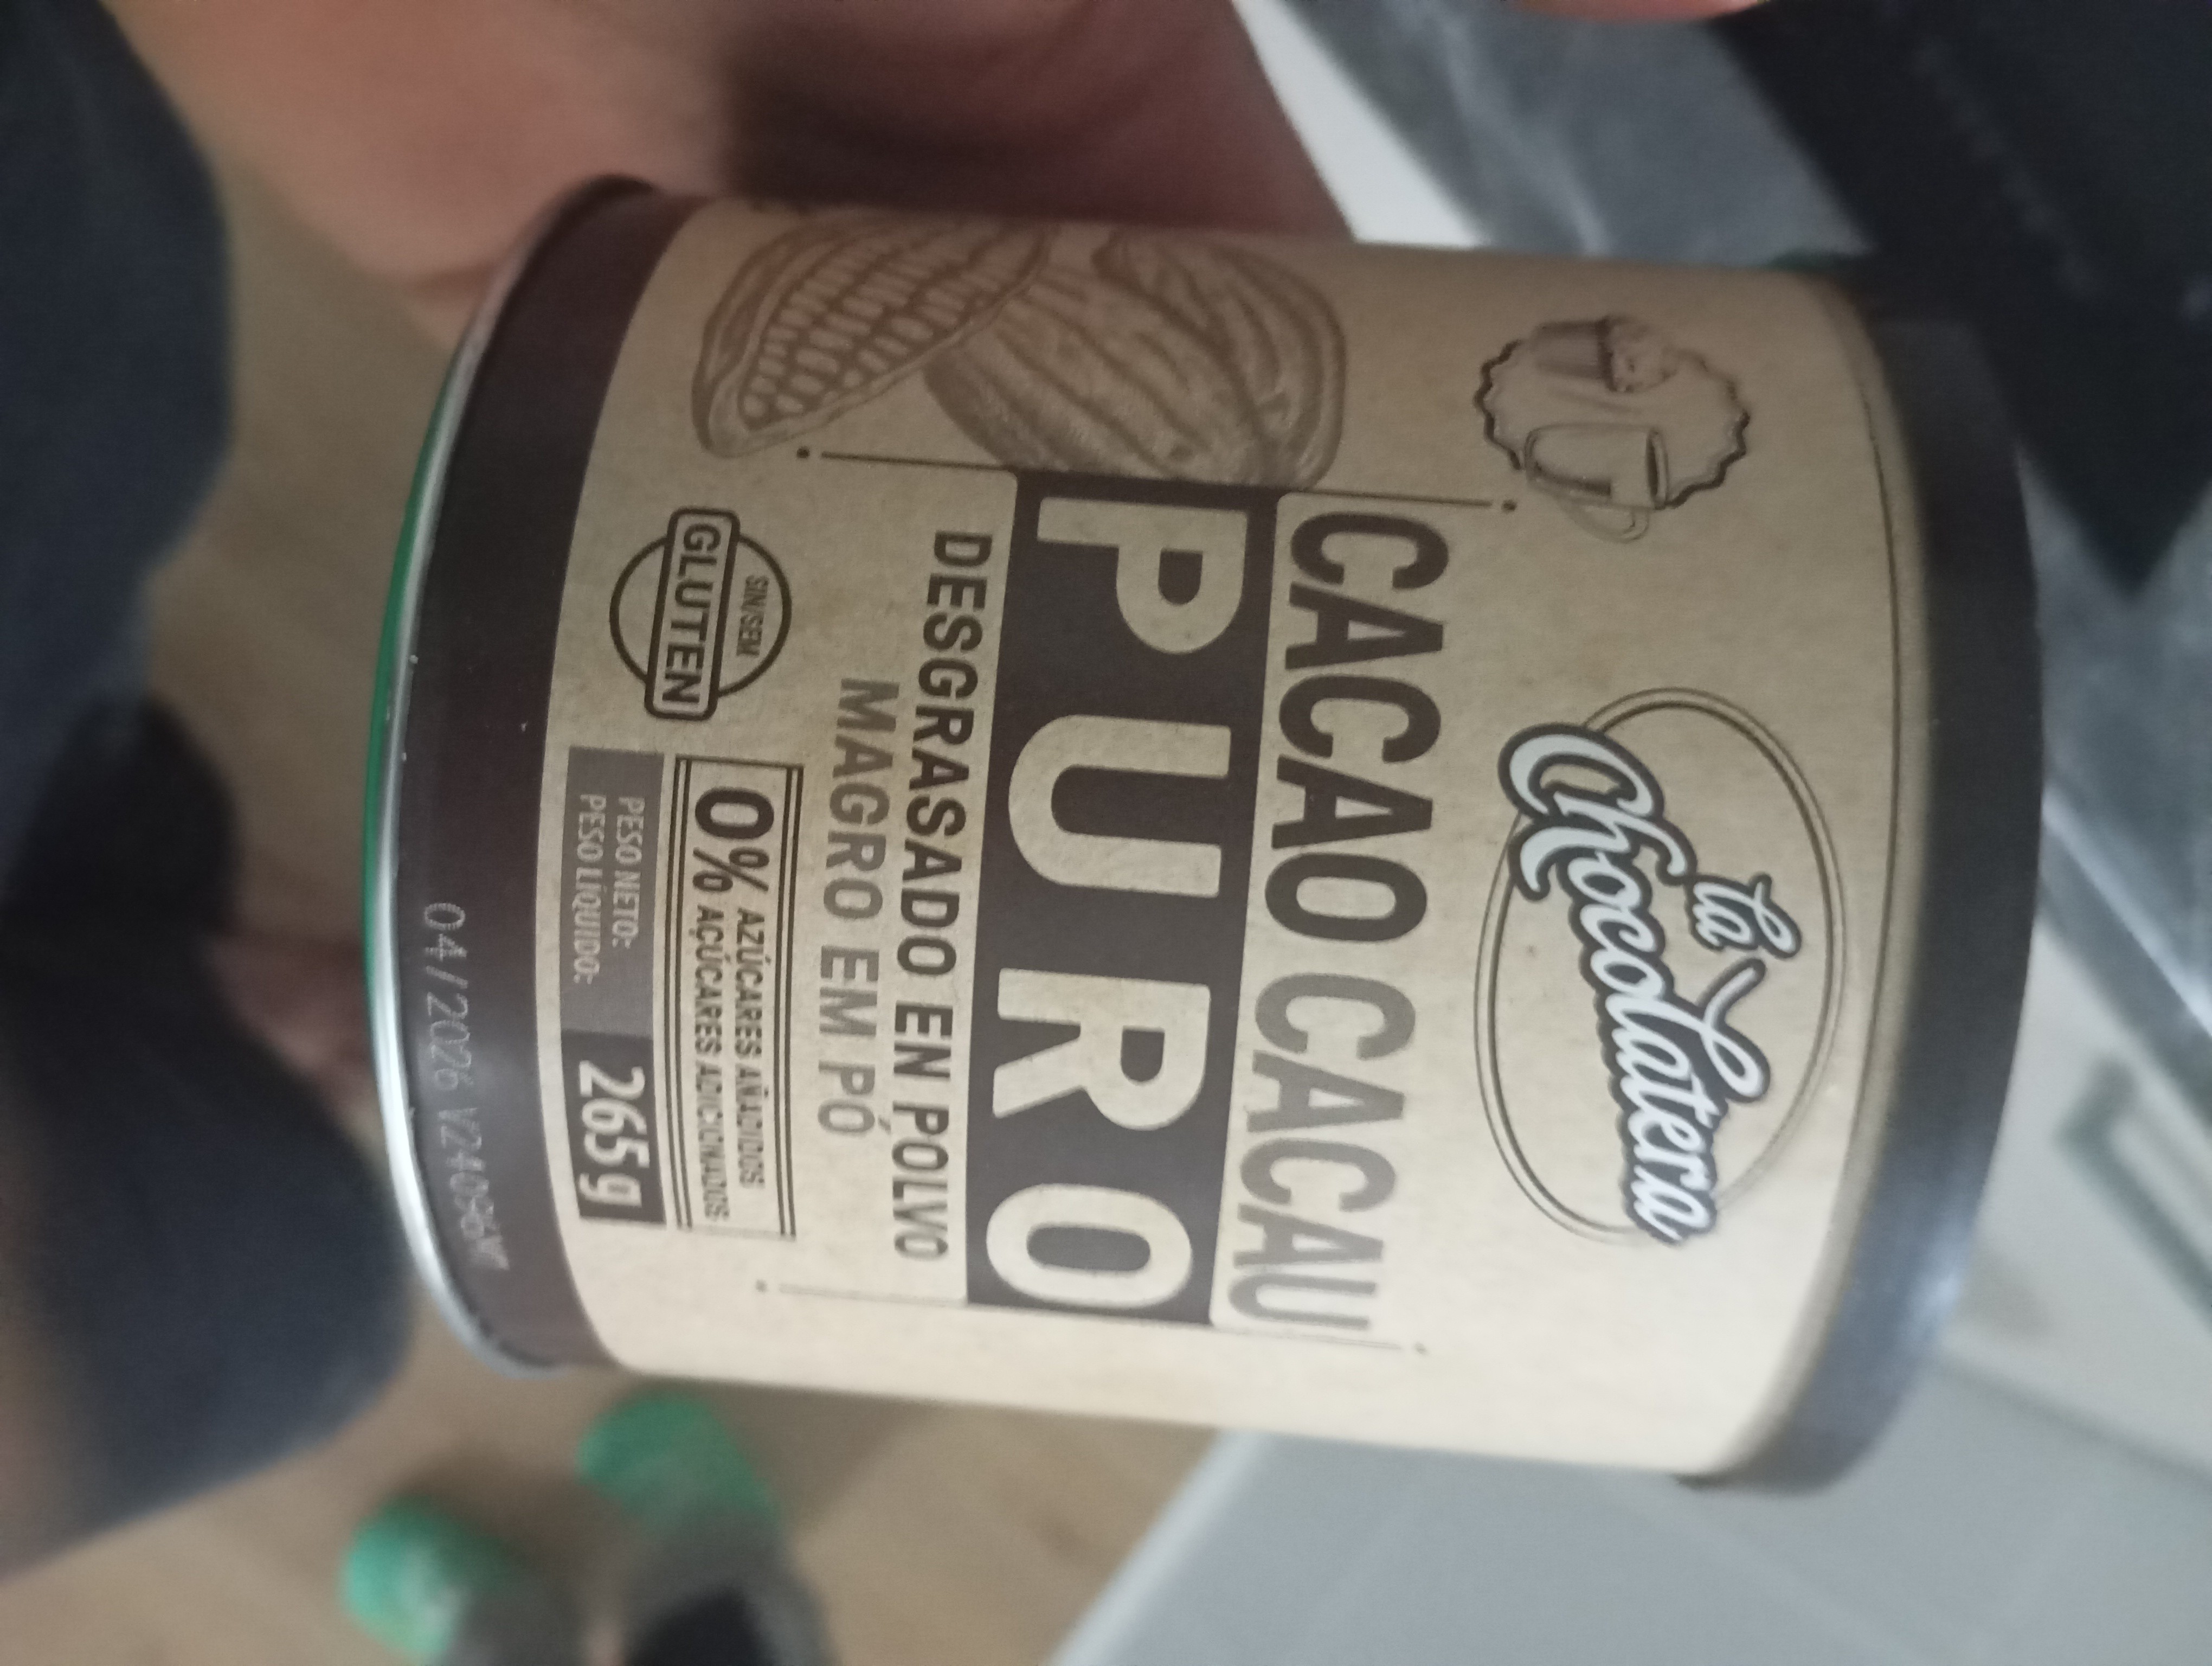 la
Chocolatera
CACAO CACAU
PURO
DESGRASADO EN POLVO
MAGRO EM PÓ
SIN/SEM
GLUTEN
0% AZÚCARES AÑADIDOS
AÇÚCARES ADICIONADOS
PESO NETO:
PESO LÍQUIDO:
265g
04/2026